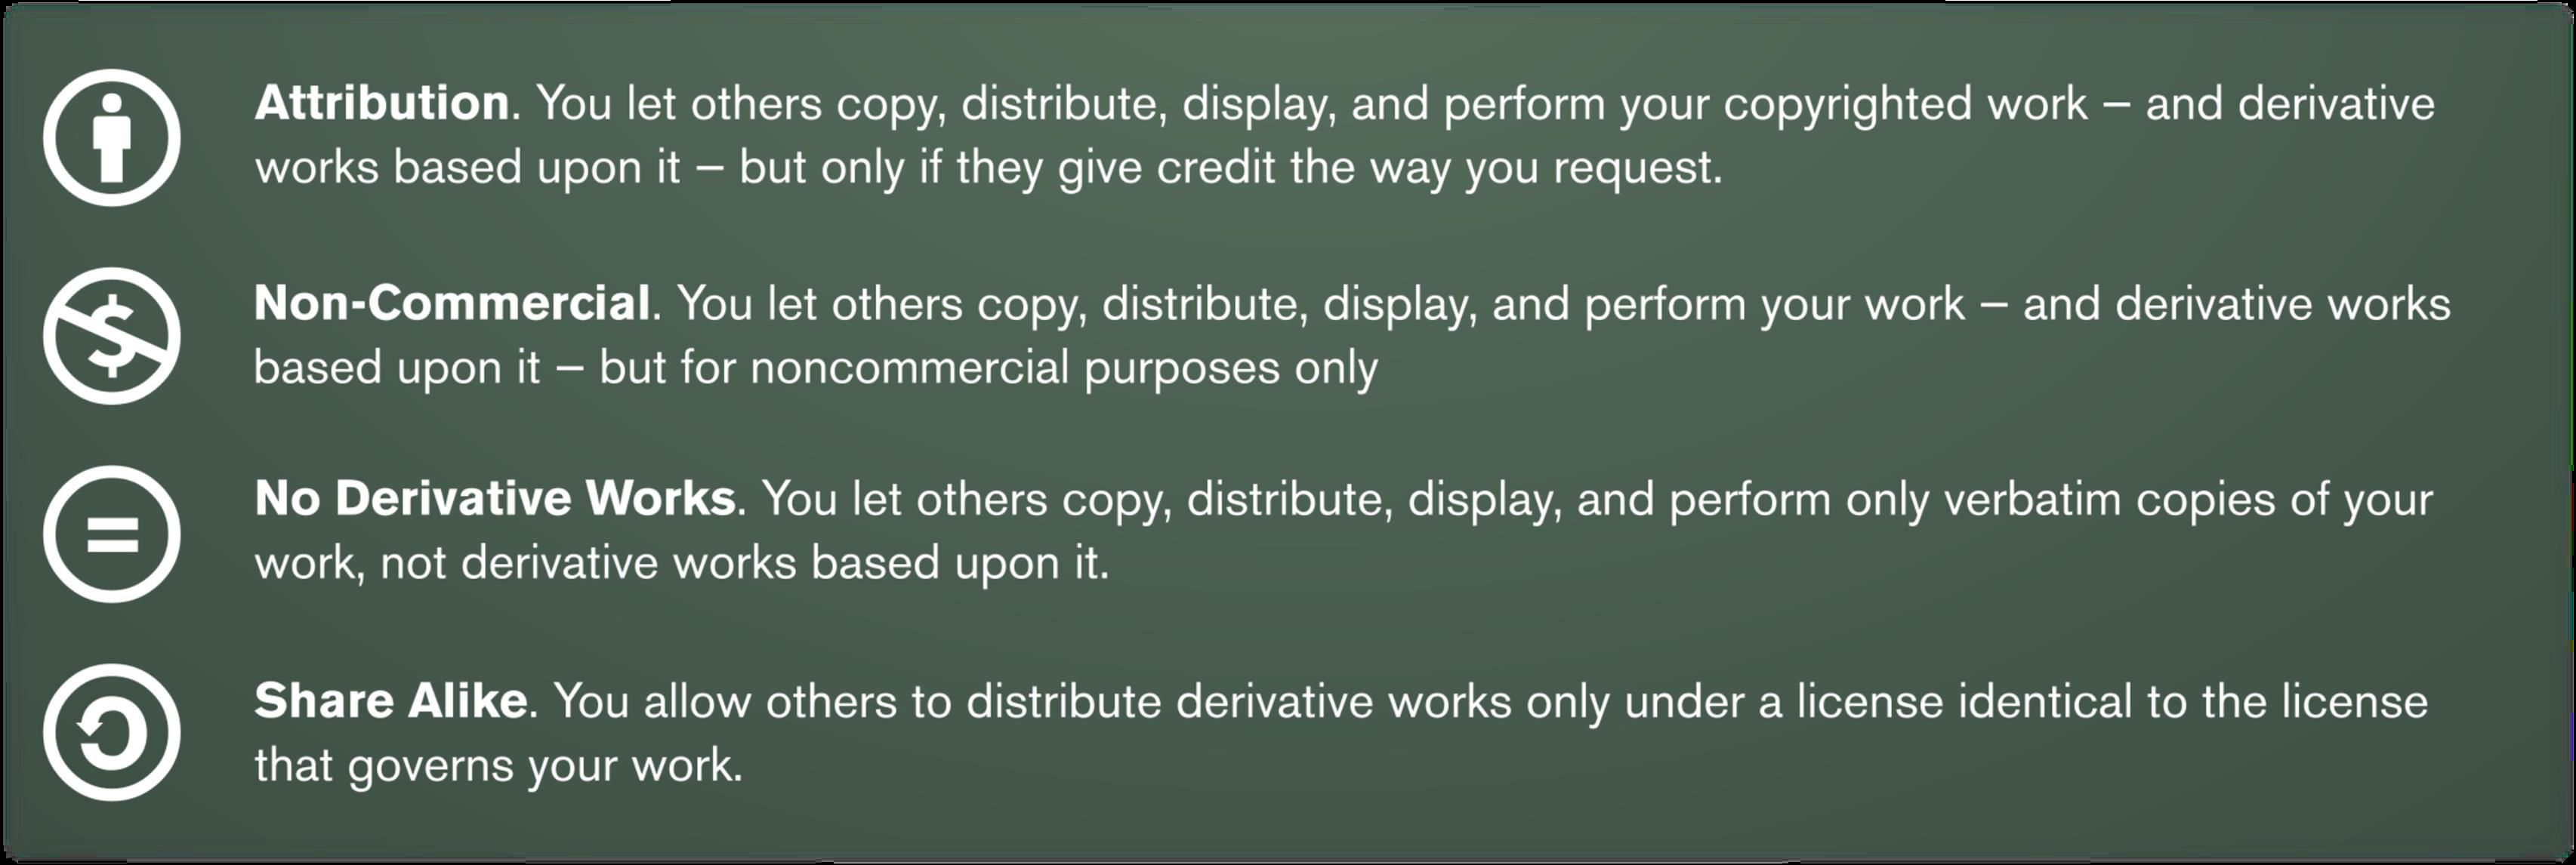 Attribution. You let others copy, distribute, display, and perform your copyrighted work – and derivative
works based upon it – but only if they give credit the way you request.
Non-Commercial. You let others copy, distribute, display, and perform your work – and derivative works
based upon it – but for noncommercial purposes only
No Derivative Works. You let others copy, distribute, display, and perform only verbatim copies of your
work, not derivative works based upon it.
Share Alike. You allow others to distribute derivative works only under a license identical to the license
that governs your work.